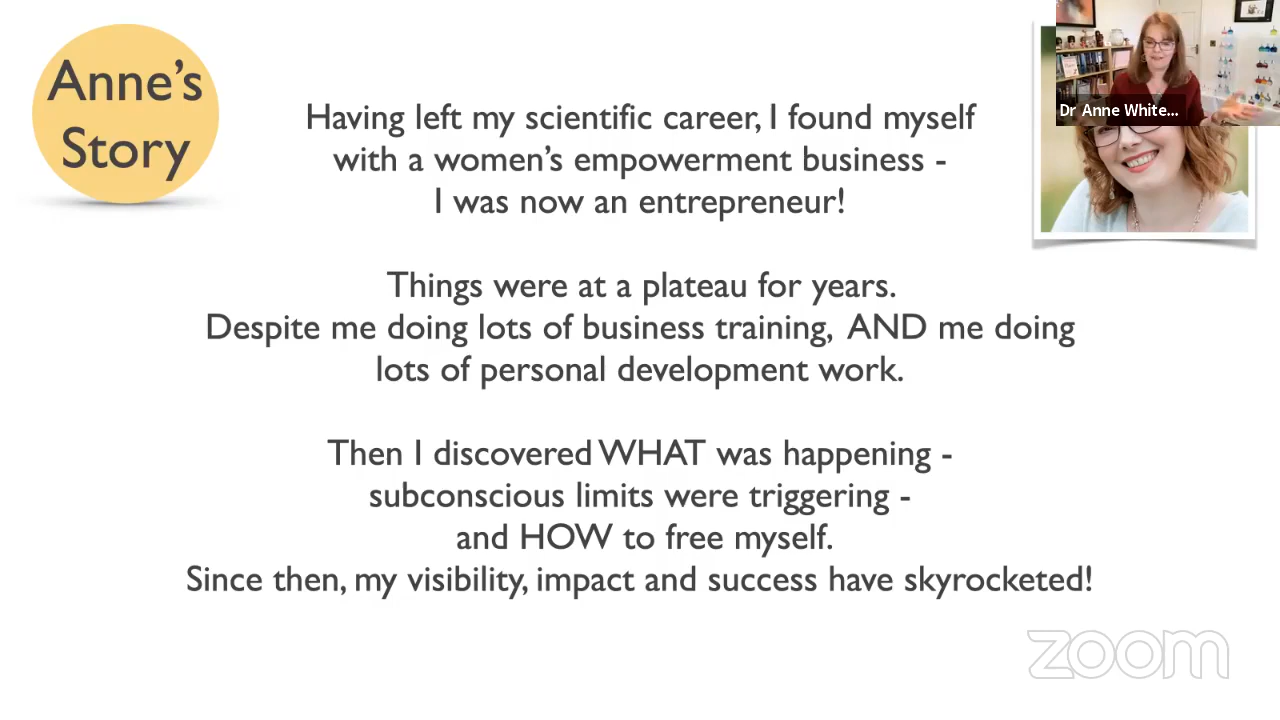 Anne's
Story
Having left my scientific career, I found myself
with a women's empowerment business -
I was now an entrepreneur!
Things were at a plateau for years.
Despite me doing lots of business training, AND me doing
lots of personal development work.
Then I discovered WHAT was happening -
subconscious limits were triggering -
and HOW to free myself.
Since then, my visibility, impact and success have skyrocketed!
Dr Anne White...
zoom